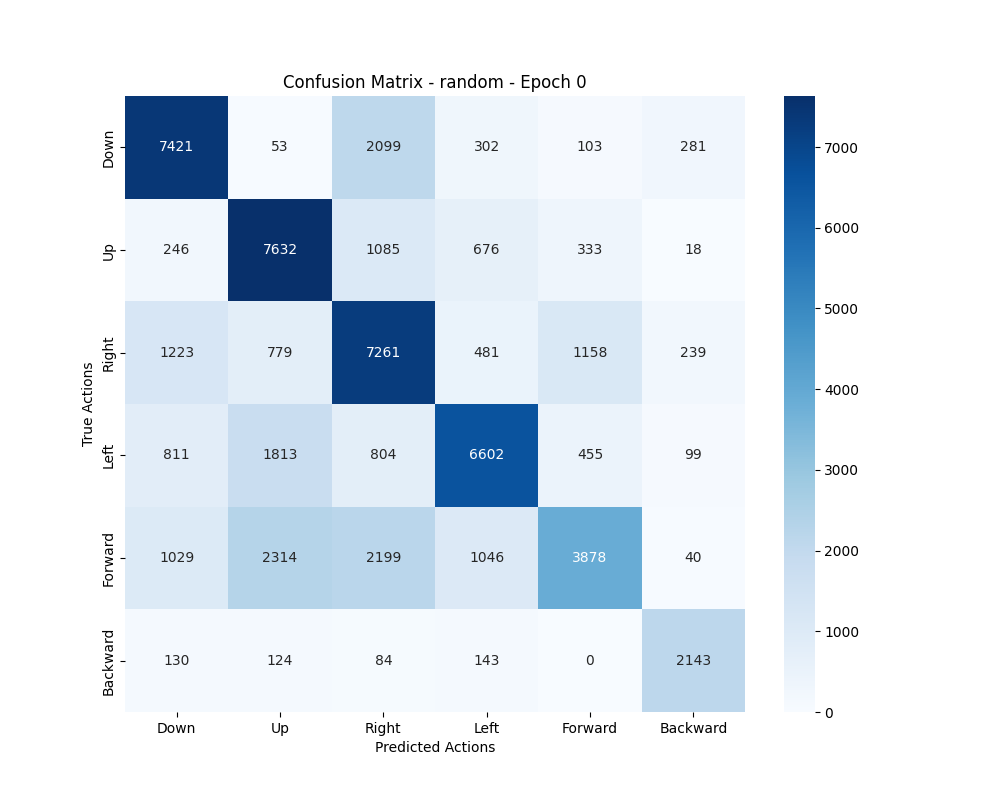 Confusion Matrix - random - Epoch 0
True Actions
Down 7421 53 2099 302 103 281
Up 246 7632 1085 676 333 18
Right 1223 779 7261 481 1158 239
Left 811 1813 804 6602 455 99
Forward 1029 2314 2199 1046 3878 40
Backward 130 124 84 143 0 2143
Down Up Right Left Forward Backward
Predicted Actions
7000
6000
5000
4000
3000
2000
1000
0